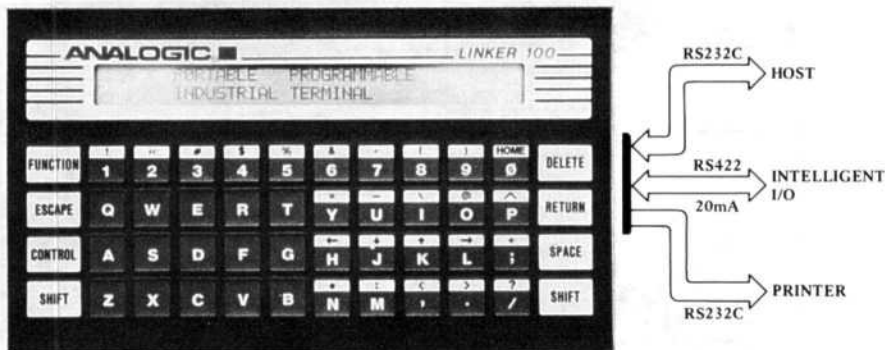 ANALOGIC LINKER 100
PORTABLE PROGRAMMABLE
INDUSTRIAL TERMINAL
FUNCTION ! 1 " 2 # 3 $ 4 % 5 & 6 7 ( 8 ) 9 HOME Ø DELETE
ESCAPE Q W E R T Y U \ I @ O ^ P RETURN
CONTROL A S D F G ← H ↓ J ↑ K → L ; SPACE
SHIFT Z X C V B N : M < , > . ? / SHIFT
RS232C
HOST
RS422
INTELLIGENT
I/O
20mA
PRINTER
RS232C